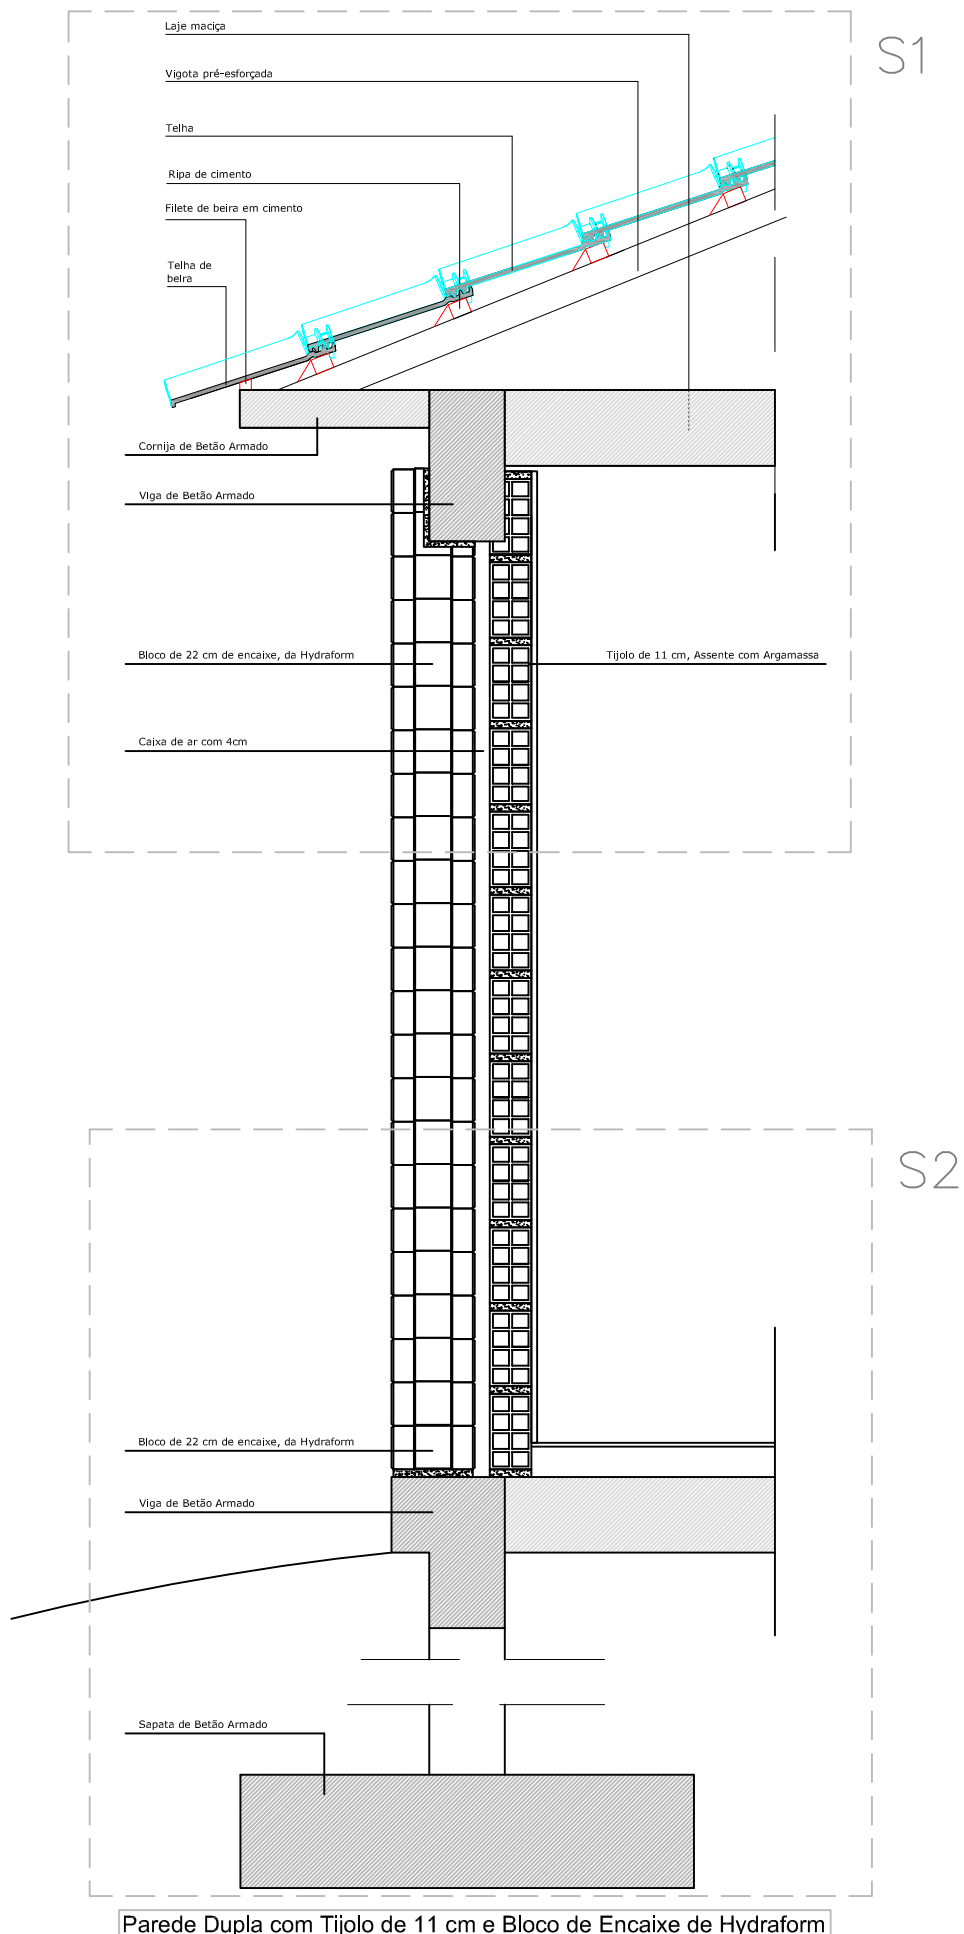 Laje maciça
S1
Vigota pré-esforçada
Telha
Ripa de cimento
Filete de beira em cimento
Telha de
beira
Cornija de Betão Armado
VIga de Betão Armado
Bloco de 22 cm de encaixe, da Hydraform
Tijolo de 11 cm, Assente com Argamassa
Caixa de ar com 4cm
S2
Bloco de 22 cm de encaixe, da Hydraform
Viga de Betão Armado
Sapata de Betão Armado
Parede Dupla com Tijolo de 11 cm e Bloco de Encaixe de Hydraform